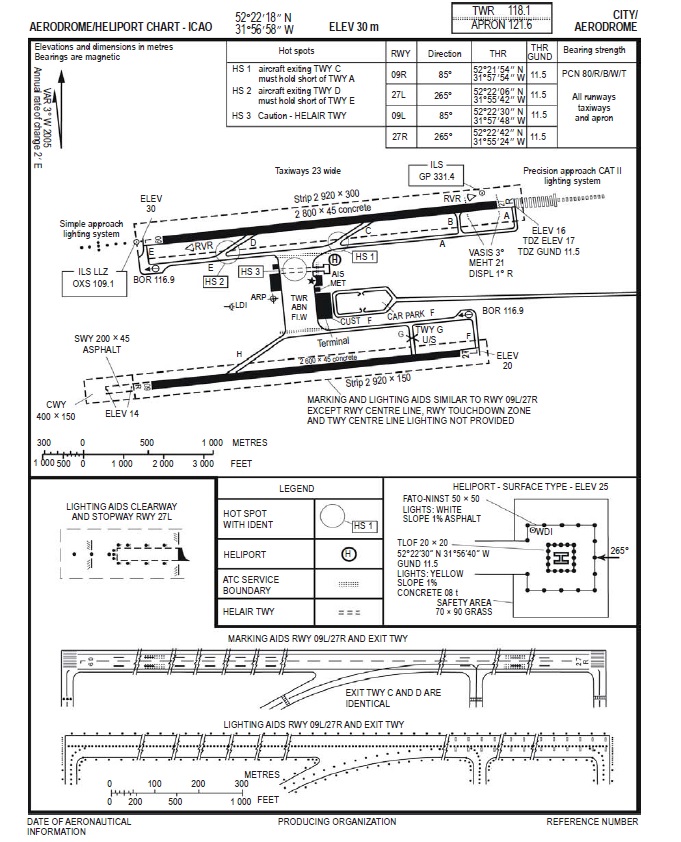 AERODROME/HELIPORT CHART - ICAO
52°22′18″ N
31°56′58″ W
ELEV 30 m
TWR 118.1
APRON 121.6
CITY/
AERODROME
Elevations and dimensions in metres
Bearings are magnetic
VAR 3° W 2005
Annual rate of change 2′ E
Hot spots RWY Direction THR THR GUND Bearing strength
HS 1 aircraft exiting TWY C
must hold short of TWY A
HS 2 aircraft exiting TWY D
must hold short of TWY E
HS 3 Caution - HELAIR TWY
09R 85° 52°21′54″ N 31°57′54″ W 11.5
27L 265° 52°22′06″ N 31°55′42″ W 11.5
09L 85° 52°22′30″ N 31°57′48″ W 11.5
27R 265° 52°22′42″ N 31°55′24″ W 11.5
PCN 80/R/B/W/T
All runways
taxiways
and apron
Taxiways 23 wide
ILS
GP 331.4
Precision approach CAT II
lighting system
ELEV
30
Strip 2 920 × 300
2 800 × 45 concrete
RVR
27
R
Simple approach
lighting system
09
RVR
E
D
C
B
A
A
ELEV 16
TDZ ELEV 17
TDZ GUND 11.5
VASIS 3°
MEHT 21
DISPL 1° R
ILS LLZ
OXS 109.1
BOR 116.9
E
HS 2
HS 3
H
HS 1
AIS
MET
ARP
LDI
TWR
ABN
Fl.W
CUST F
CAR PARK F
BOR 116.9
Terminal
G
TWY G
U/S
F
SWY 200 × 45
ASPHALT
H
2 600 × 45 concrete
27
ELEV
20
Strip 2 920 × 150
CWY
400 × 150
ELEV 14
09
MARKING AND LIGHTING AIDS SIMILAR TO RWY 09L/27R
EXCEPT RWY CENTRE LINE, RWY TOUCHDOWN ZONE
AND TWY CENTRE LINE LIGHTING NOT PROVIDED
300 0 500 1 000 METRES
1 000 500 0 1 000 2 000 3 000 FEET
LIGHTING AIDS CLEARWAY
AND STOPWAY RWY 27L
LEGEND
HOT SPOT
WITH IDENT
HS 1
HELIPORT
H
ATC SERVICE
BOUNDARY
HELAIR TWY
HELIPORT - SURFACE TYPE - ELEV 25
FATO-NINST 50 × 50
LIGHTS: WHITE
SLOPE 1% ASPHALT
WDI
TLOF 20 × 20
52°22′30″ N 31°56′40″ W
GUND 11.5
LIGHTS: YELLOW
SLOPE 1%
CONCRETE 08 t
H
265°
SAFETY AREA
70 × 90 GRASS
MARKING AIDS RWY 09L/27R AND EXIT TWY
09
27
R
EXIT TWY C AND D ARE
IDENTICAL
LIGHTING AIDS RWY 09L/27R AND EXIT TWY
METRES
0 100 200 300
0 200 500 1 000 FEET
DATE OF AERONAUTICAL
INFORMATION
PRODUCING ORGANIZATION
REFERENCE NUMBER